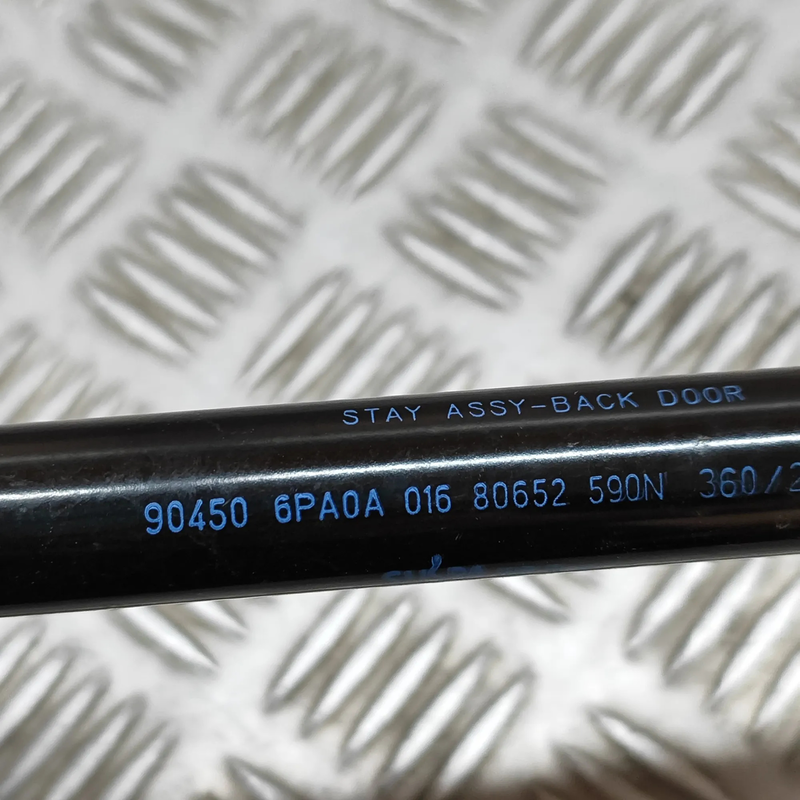 STAY ASSY-BACK DOOR
90450 6PA0A 016 80652 590N 360/2